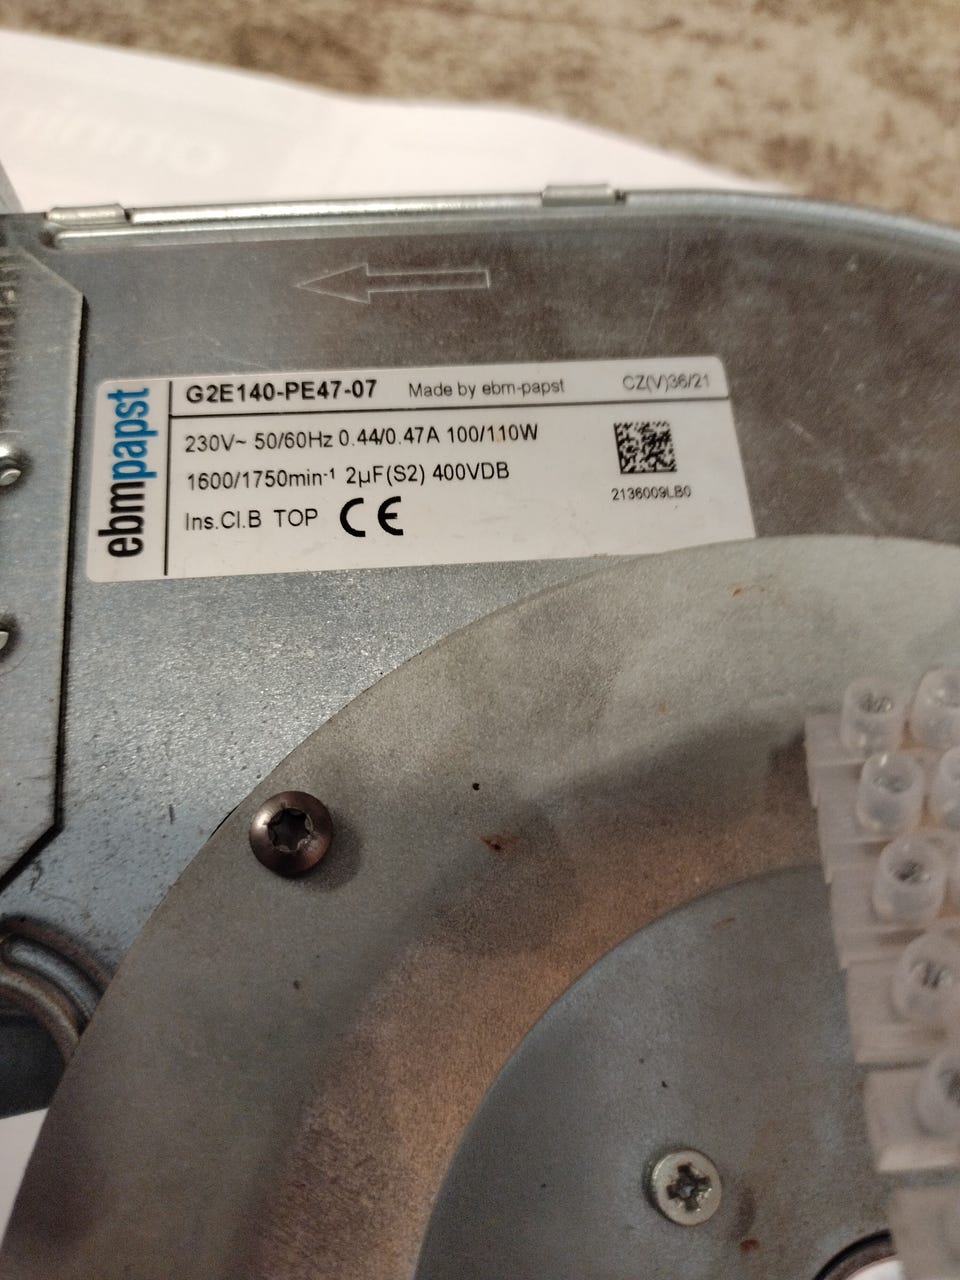 ebmpapst
G2E140-PE47-07 Made by ebm-papst CZ(V)36/21
230V~ 50/60Hz 0.44/0.47A 100/110W
1600/1750min⁻¹ 2µF(S2) 400VDB
2136009LB0
Ins.Cl.B TOP CE